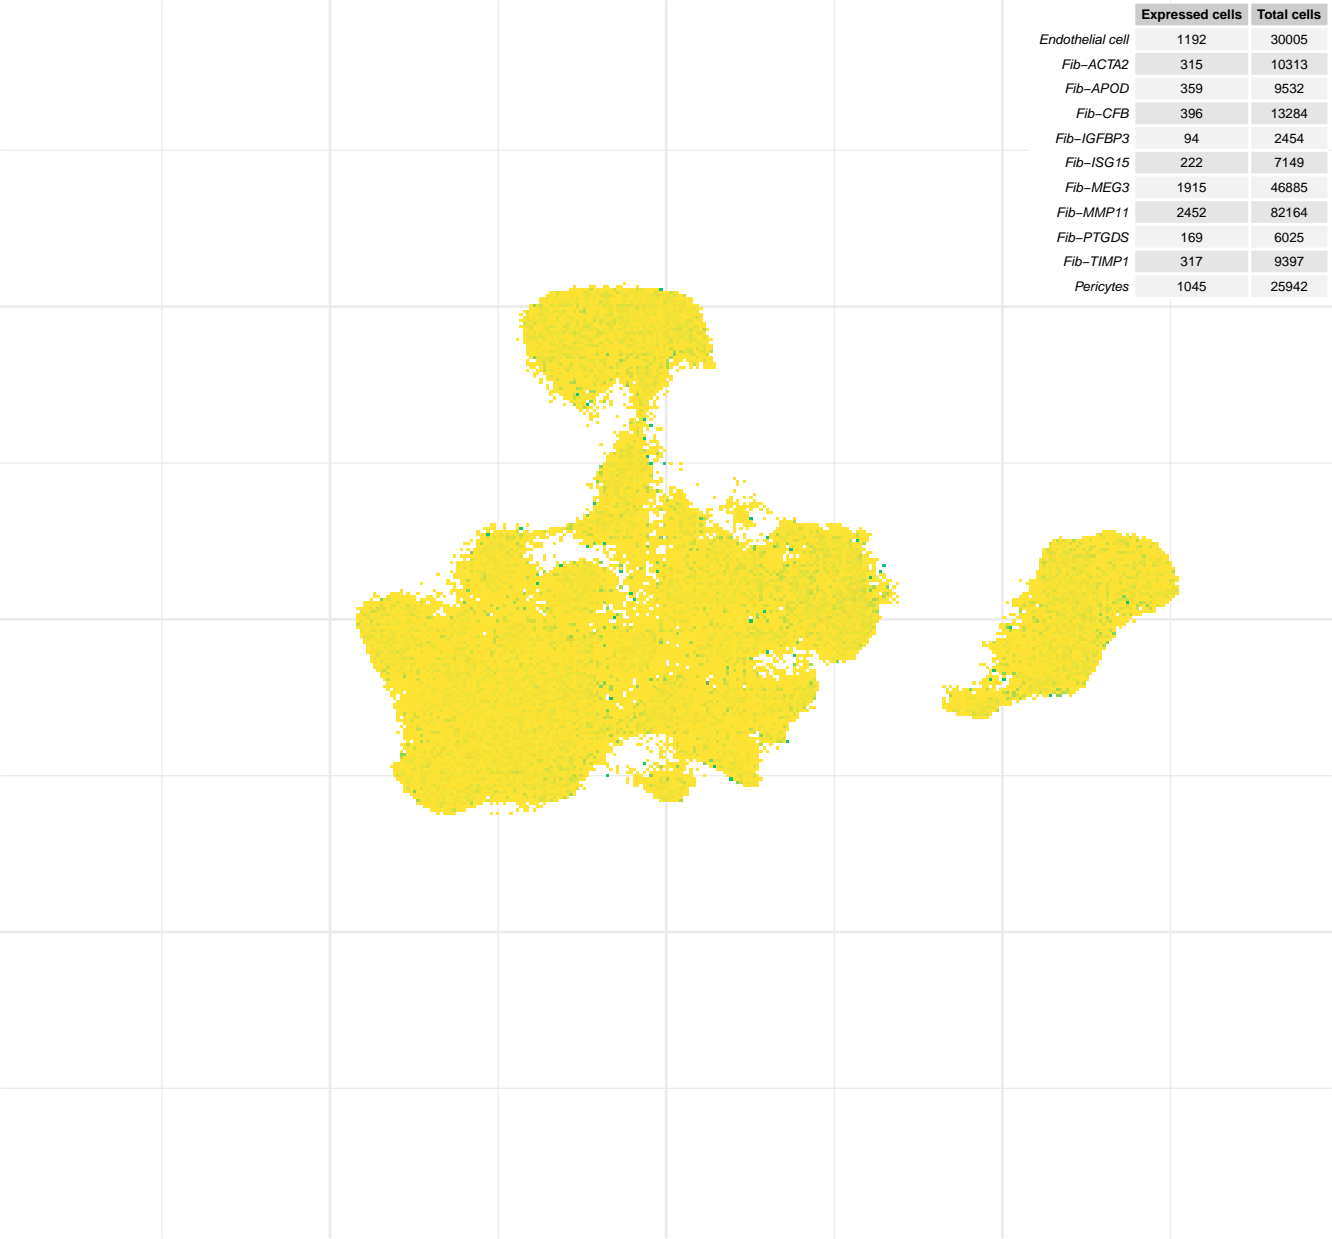 Expressed cells Total cells
Endothelial cell 1192 30005
Fib−ACTA2 315 10313
Fib−APOD 359 9532
Fib−CFB 396 13284
Fib−IGFBP3 94 2454
Fib−ISG15 222 7149
Fib−MEG3 1915 46885
Fib−MMP11 2452 82164
Fib−PTGDS 169 6025
Fib−TIMP1 317 9397
Pericytes 1045 25942